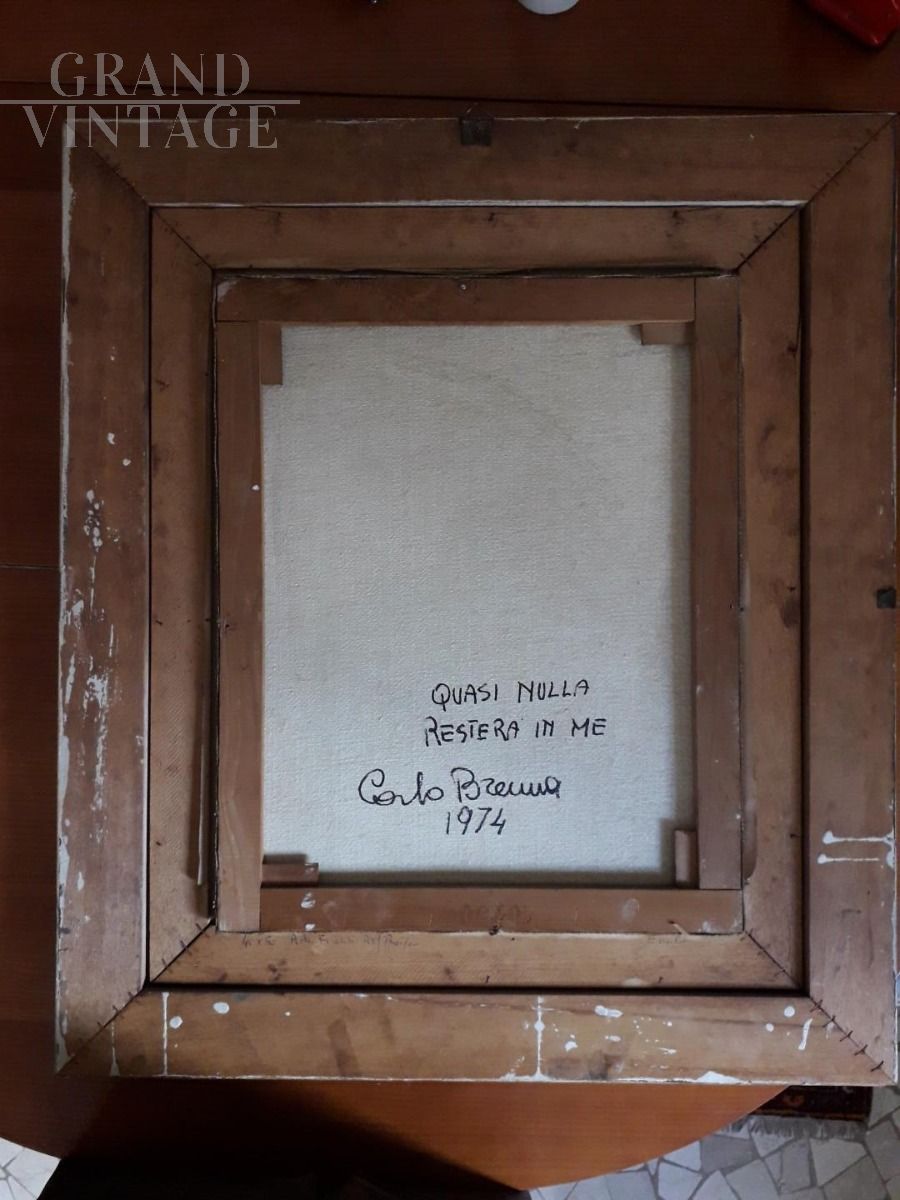 GRAND
VINTAGE
QUASI NULLA
RESTERA IN ME
Carlo Brenna
1974